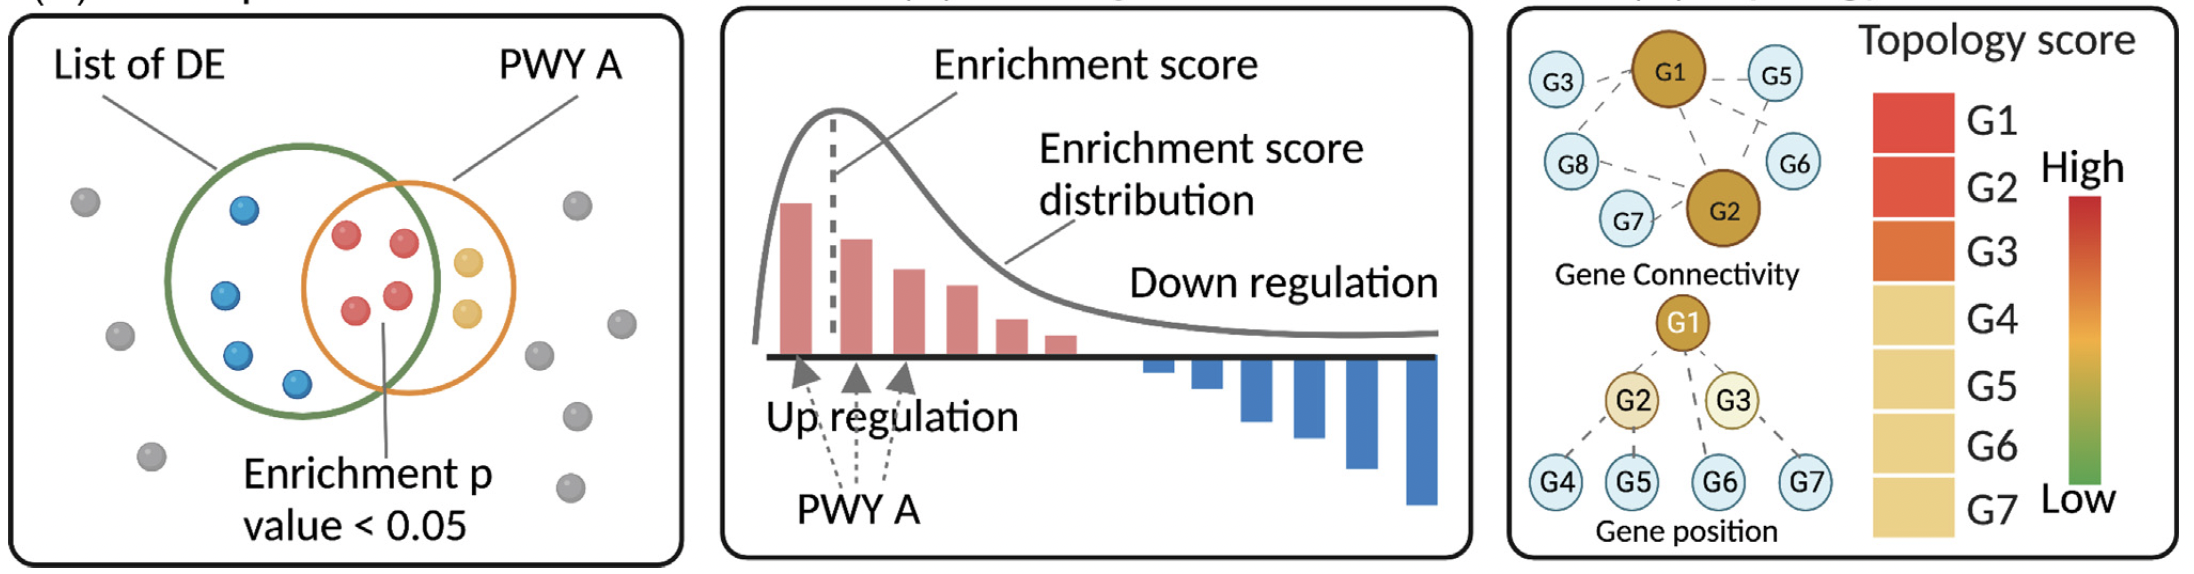 List of DE
PWY A
Enrichment p
value < 0.05
Enrichment score
Enrichment score
distribution
Down regulation
Up regulation
PWY A
G3
G1
G5
G8
G6
G7
G2
Gene Connectivity
G1
G2
G3
G4
G5
G6
G7
Gene position
Topology score
G1
G2
G3
G4
G5
G6
G7
High
Low